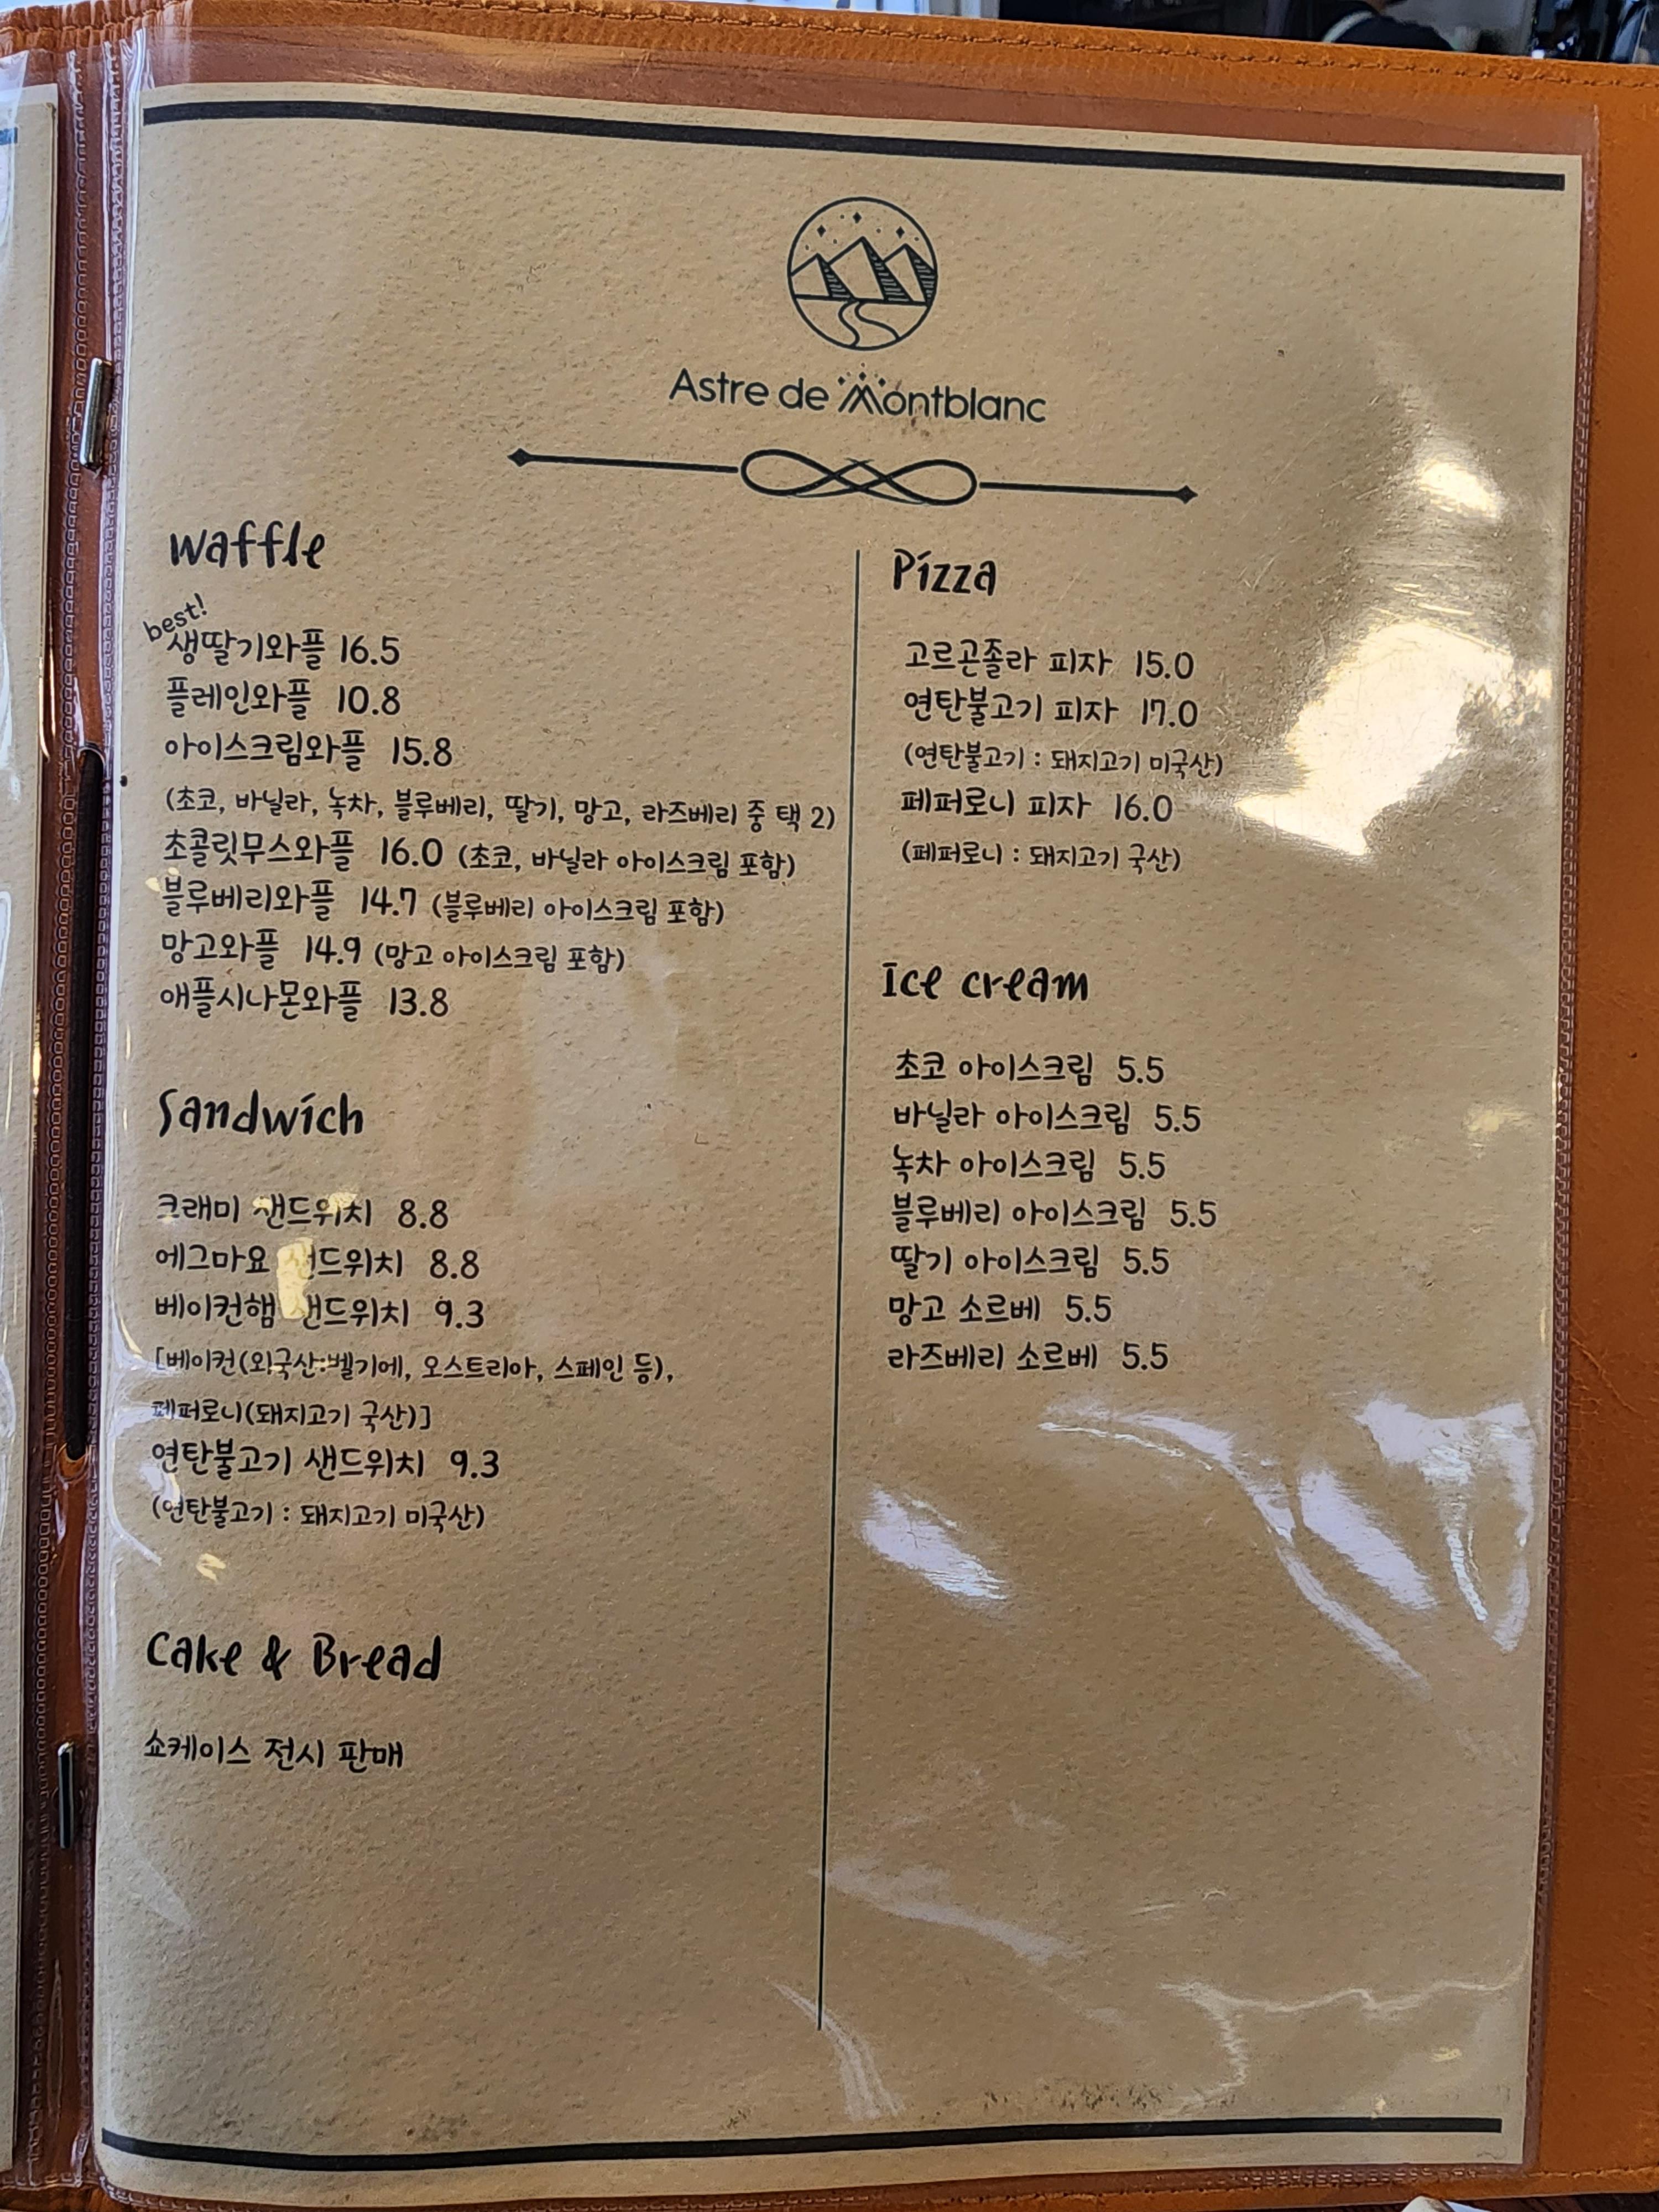 Astre de Montblanc
Waffle
best!
생딸기와플 16.5
플레인와플 10.8
아이스크림와플 15.8
(초코, 바닐라, 녹차, 블루베리, 딸기, 망고, 라즈베리 중 택 2)
초콜릿무스와플 16.0 (초코, 바닐라 아이스크림 포함)
블루베리와플 14.7 (블루베리 아이스크림 포함)
망고와플 14.9 (망고 아이스크림 포함)
애플시나몬와플 13.8
Sandwich
크래미 샌드위치 8.8
에그마요 샌드위치 8.8
베이컨햄 샌드위치 9.3
[베이컨(외국산:벨기에, 오스트리아, 스페인 등),
페퍼로니(돼지고기 국산)]
연탄불고기 샌드위치 9.3
(연탄불고기 : 돼지고기 미국산)
Cake & Bread
쇼케이스 전시 판매
Pizza
고르곤졸라 피자 15.0
연탄불고기 피자 17.0
(연탄불고기 : 돼지고기 미국산)
페퍼로니 피자 16.0
(페퍼로니 : 돼지고기 국산)
Ice cream
초코 아이스크림 5.5
바닐라 아이스크림 5.5
녹차 아이스크림 5.5
블루베리 아이스크림 5.5
딸기 아이스크림 5.5
망고 소르베 5.5
라즈베리 소르베 5.5